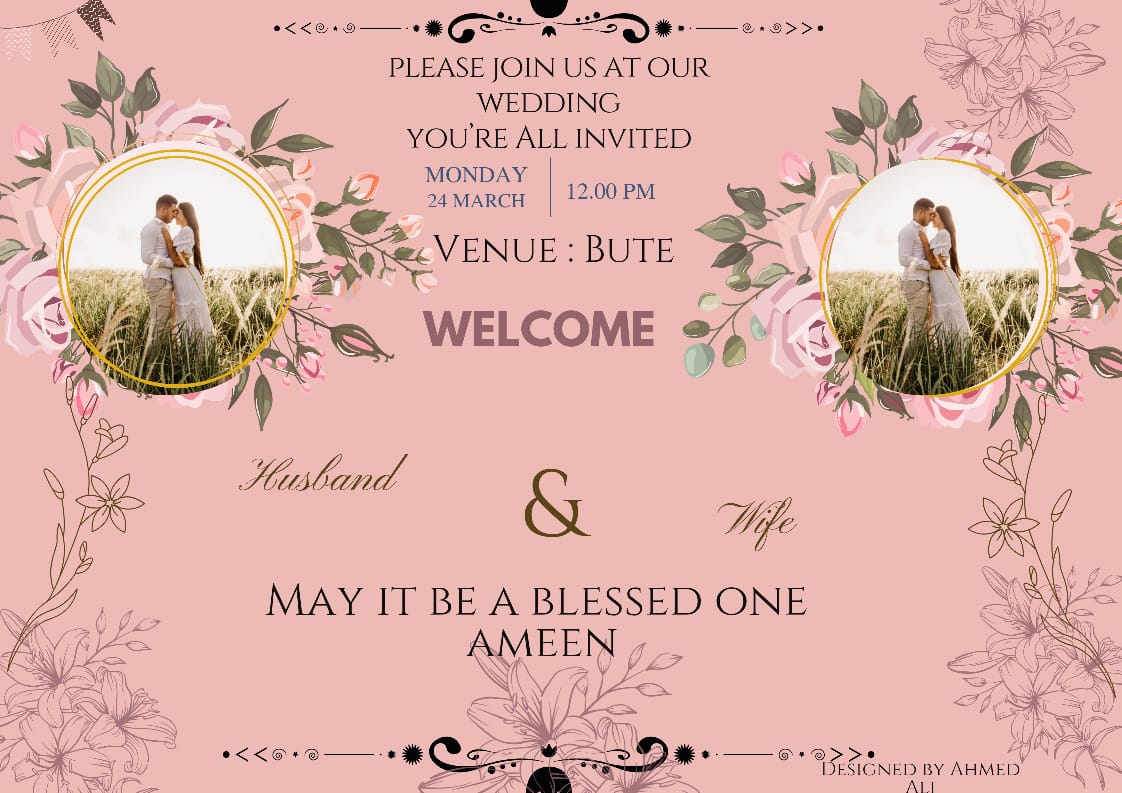 PLEASE JOIN US AT OUR
WEDDING
YOU'RE ALL INVITED
MONDAY
24 MARCH
12.00 PM
VENUE : BUTE
WELCOME
Husband
&
Wife
MAY IT BE A BLESSED ONE
AMEEN
DESIGNED BY AHMED
ALI